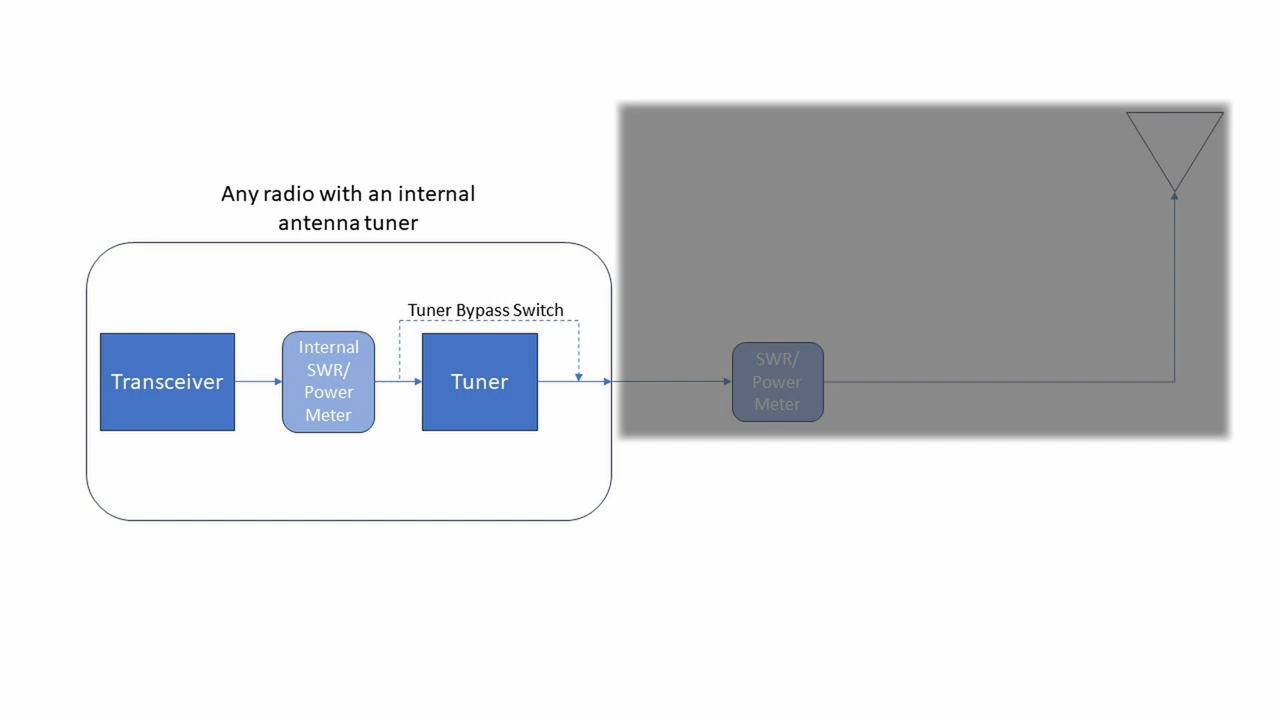 Any radio with an internal
antenna tuner
Tuner Bypass Switch
Transceiver
Internal
SWR/
Power
Meter
Tuner
SWR/
Power
Meter